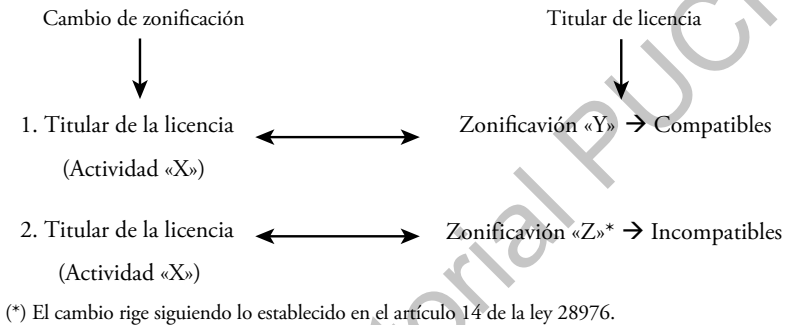 Cambio de zonificación Titular de licencia
1. Titular de la licencia Zonificavión «Y» → Compatibles
(Actividad «X»)
2. Titular de la licencia Zonificavión «Z»* → Incompatibles
(Actividad «X»)
(*) El cambio rige siguiendo lo establecido en el artículo 14 de la ley 28976.